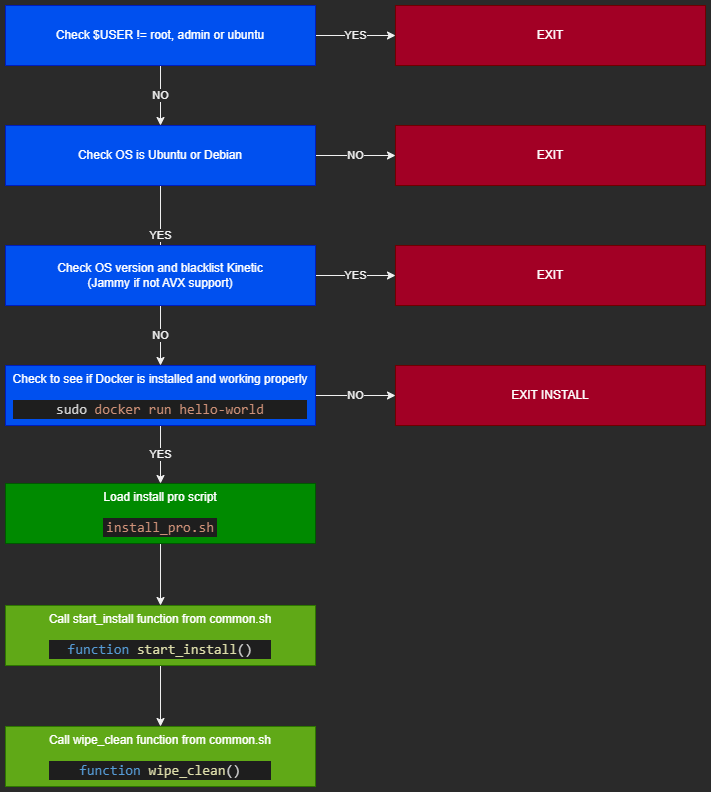 Check $USER != root, admin or ubuntu
YES
EXIT
NO
Check OS is Ubuntu or Debian
NO
EXIT
YES
Check OS version and blacklist Kinetic
(Jammy if not AVX support)
YES
EXIT
NO
Check to see if Docker is installed and working properly
sudo docker run hello-world
NO
EXIT INSTALL
YES
Load install pro script
install_pro.sh
Call start_install function from common.sh
function start_install()
Call wipe_clean function from common.sh
function wipe_clean()